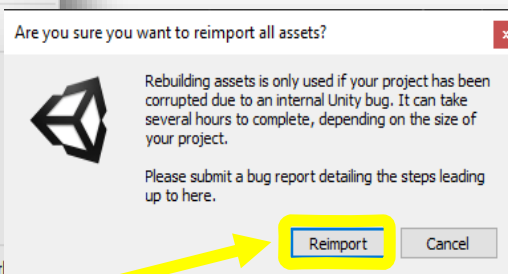 Are you sure you want to reimport all assets?
Rebuilding assets is only used if your project has been
corrupted due to an internal Unity bug. It can take
several hours to complete, depending on the size of
your project.
Please submit a bug report detailing the steps leading
up to here.
Reimport
Cancel